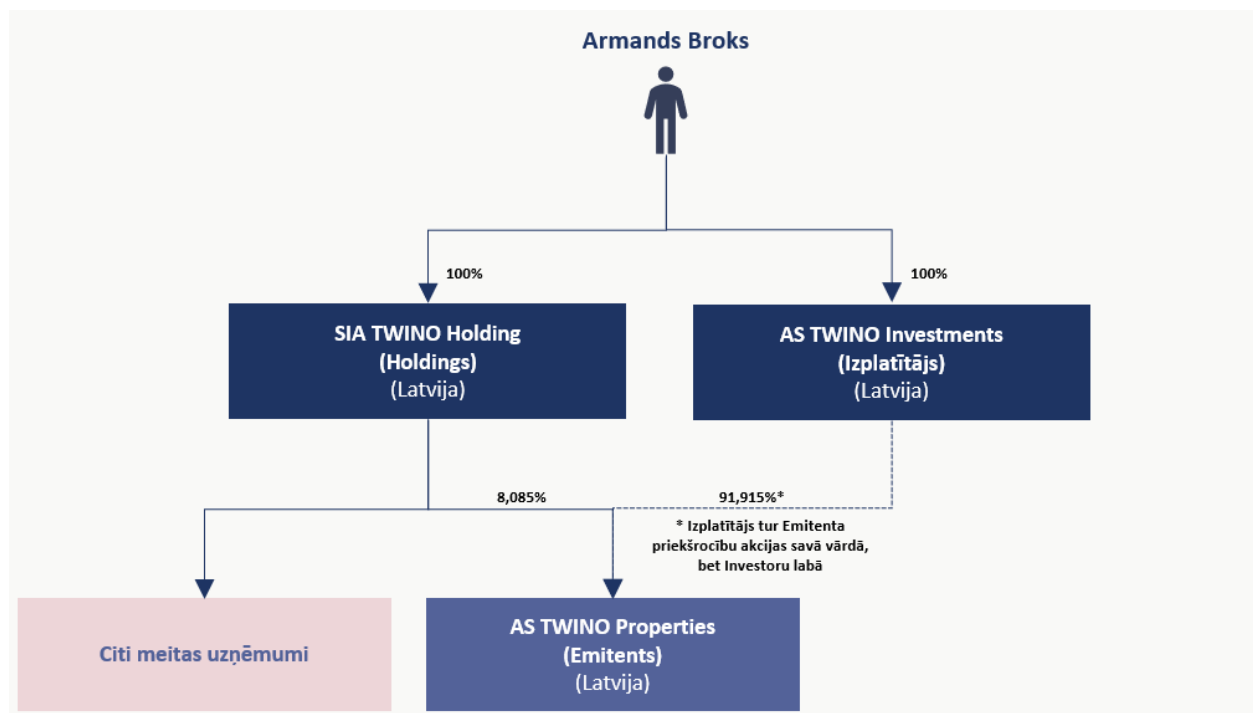 Armands Broks
100%
100%
SIA TWINO Holding
(Holdings)
(Latvija)
AS TWINO Investments
(Izplatītājs)
(Latvija)
8,085%
91,915%*
* Izplatītājs tur Emitenta
priekšrocību akcijas savā vārdā,
bet Investoru labā
Citi meitas uzņēmumi
AS TWINO Properties
(Emitents)
(Latvija)